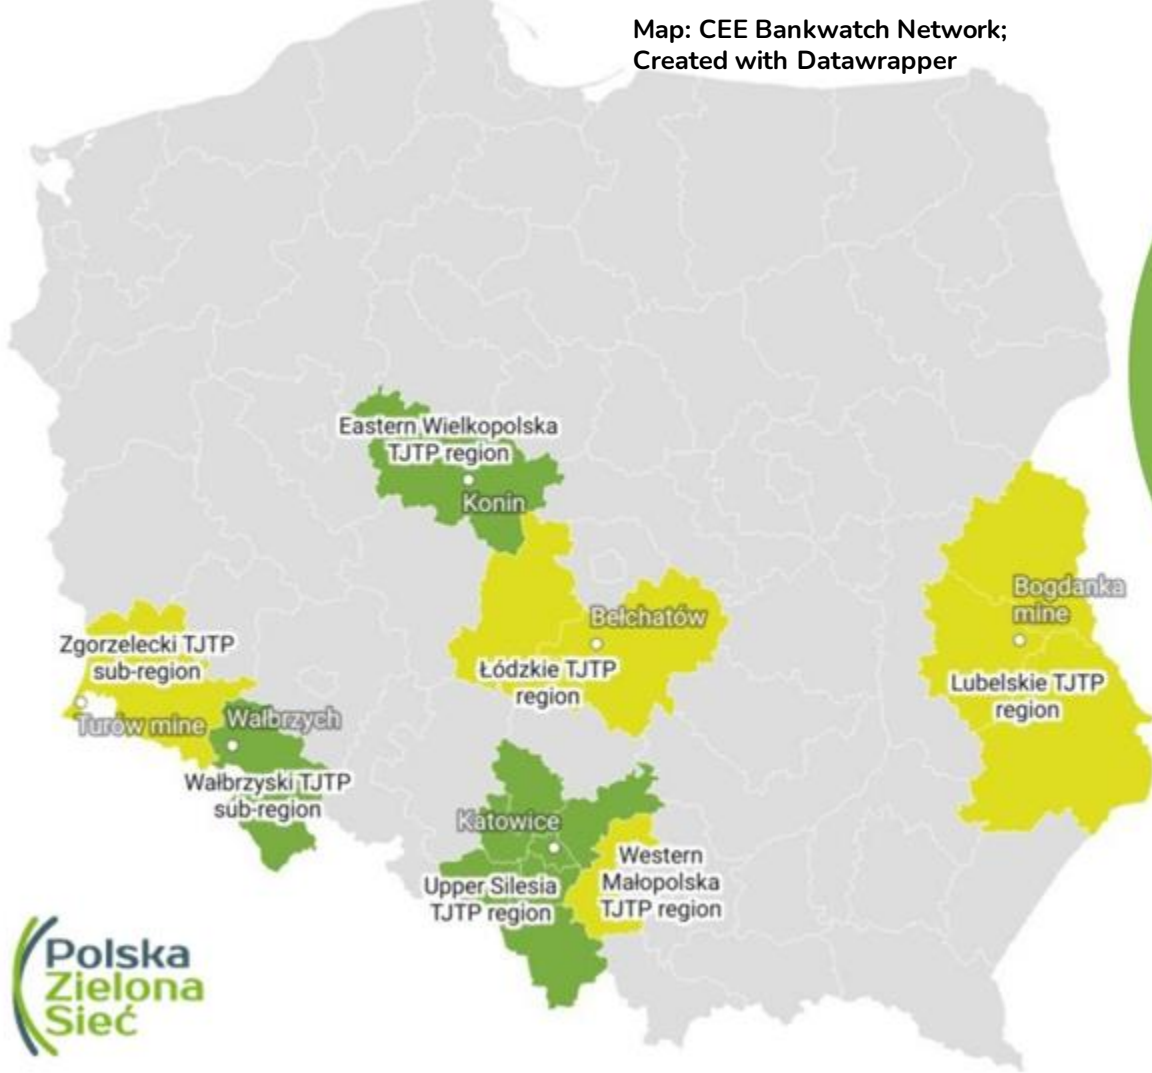 Map: CEE Bankwatch Network;
Created with Datawrapper
Eastern Wielkopolska
TJTP region
Konin
Bełchatów
Łódzkie TJTP
region
Bogdanka
mine
Lubelskie TJTP
region
Zgorzelecki TJTP
sub-region
Turów mine
Wałbrzych
Wałbrzyski TJTP
sub-region
Katowice
Upper Silesia
TJTP region
Western
Małopolska
TJTP region
Polska
Zielona
Sieć